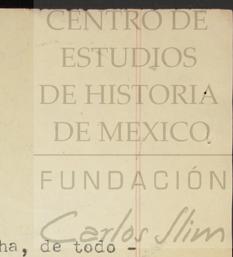 CENTRO DE
ESTUDIOS
DE HISTORIA
DE MEXICO
FUNDACIÓN
Carlos Slim
ha, de todo -